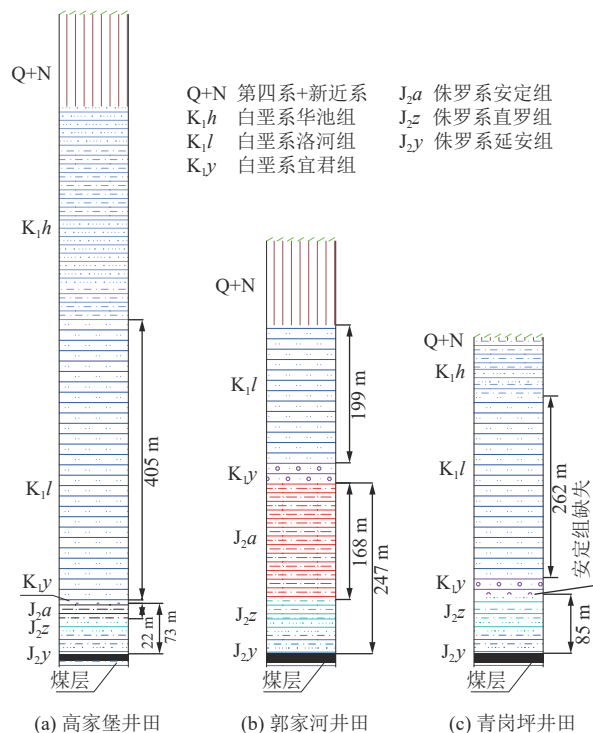 Q+N 第四系+新近系
K₁h 白垩系华池组
K₁l 白垩系洛河组
K₁y 白垩系宜君组
J₂a 侏罗系安定组
J₂z 侏罗系直罗组
J₂y 侏罗系延安组
Q+N
K₁h
K₁l
K₁y
J₂a
J₂z
J₂y
405 m
22 m
73 m
煤层
(a) 高家堡井田
Q+N
K₁l
K₁y
J₂a
J₂z
J₂y
199 m
168 m
247 m
煤层
(b) 郭家河井田
Q+N
K₁h
K₁l
K₁y
J₂z
J₂y
262 m
安定组缺失
85 m
煤层
(c) 青岗坪井田